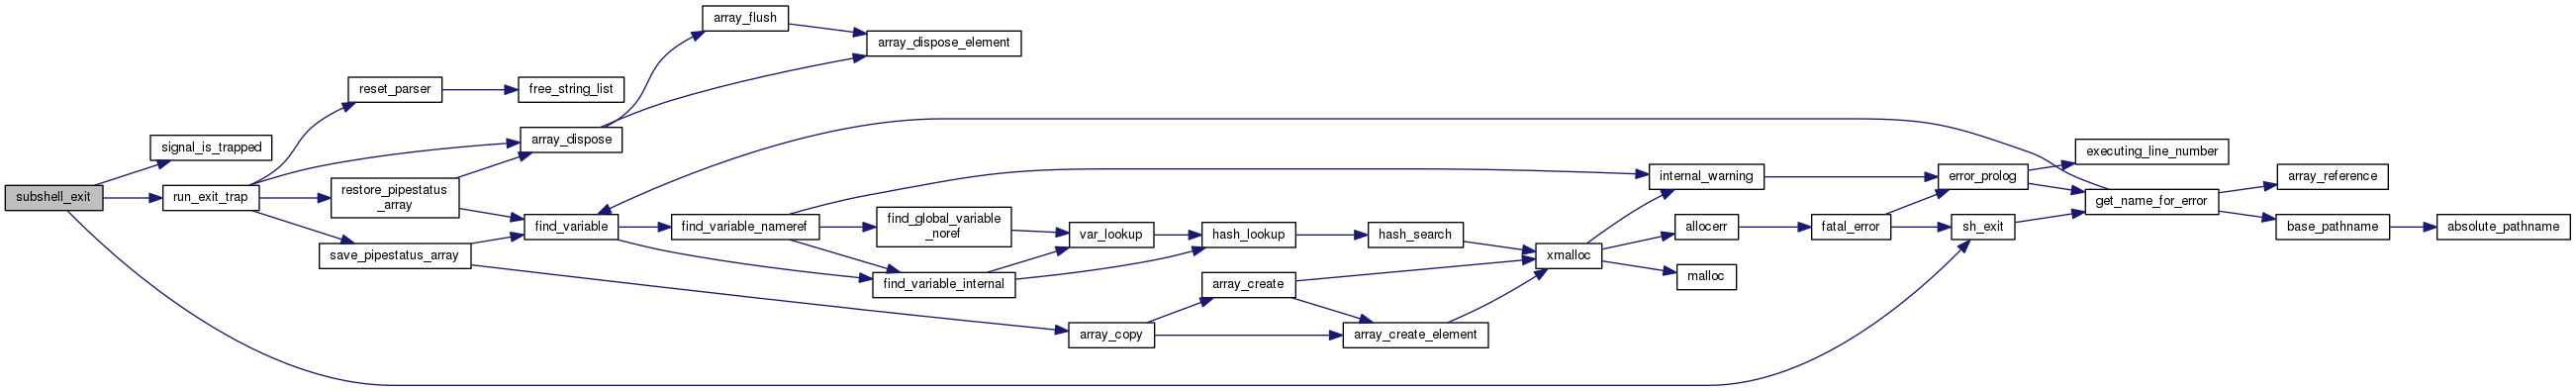 subshell_exit
signal_is_trapped
run_exit_trap
reset_parser
free_string_list
array_dispose
array_flush
array_dispose_element
restore_pipestatus
_array
save_pipestatus_array
find_variable
find_variable_nameref
find_global_variable
_noref
find_variable_internal
var_lookup
hash_lookup
hash_search
array_copy
array_create
array_create_element
xmalloc
internal_warning
allocerr
malloc
fatal_error
error_prolog
sh_exit
executing_line_number
get_name_for_error
array_reference
base_pathname
absolute_pathname